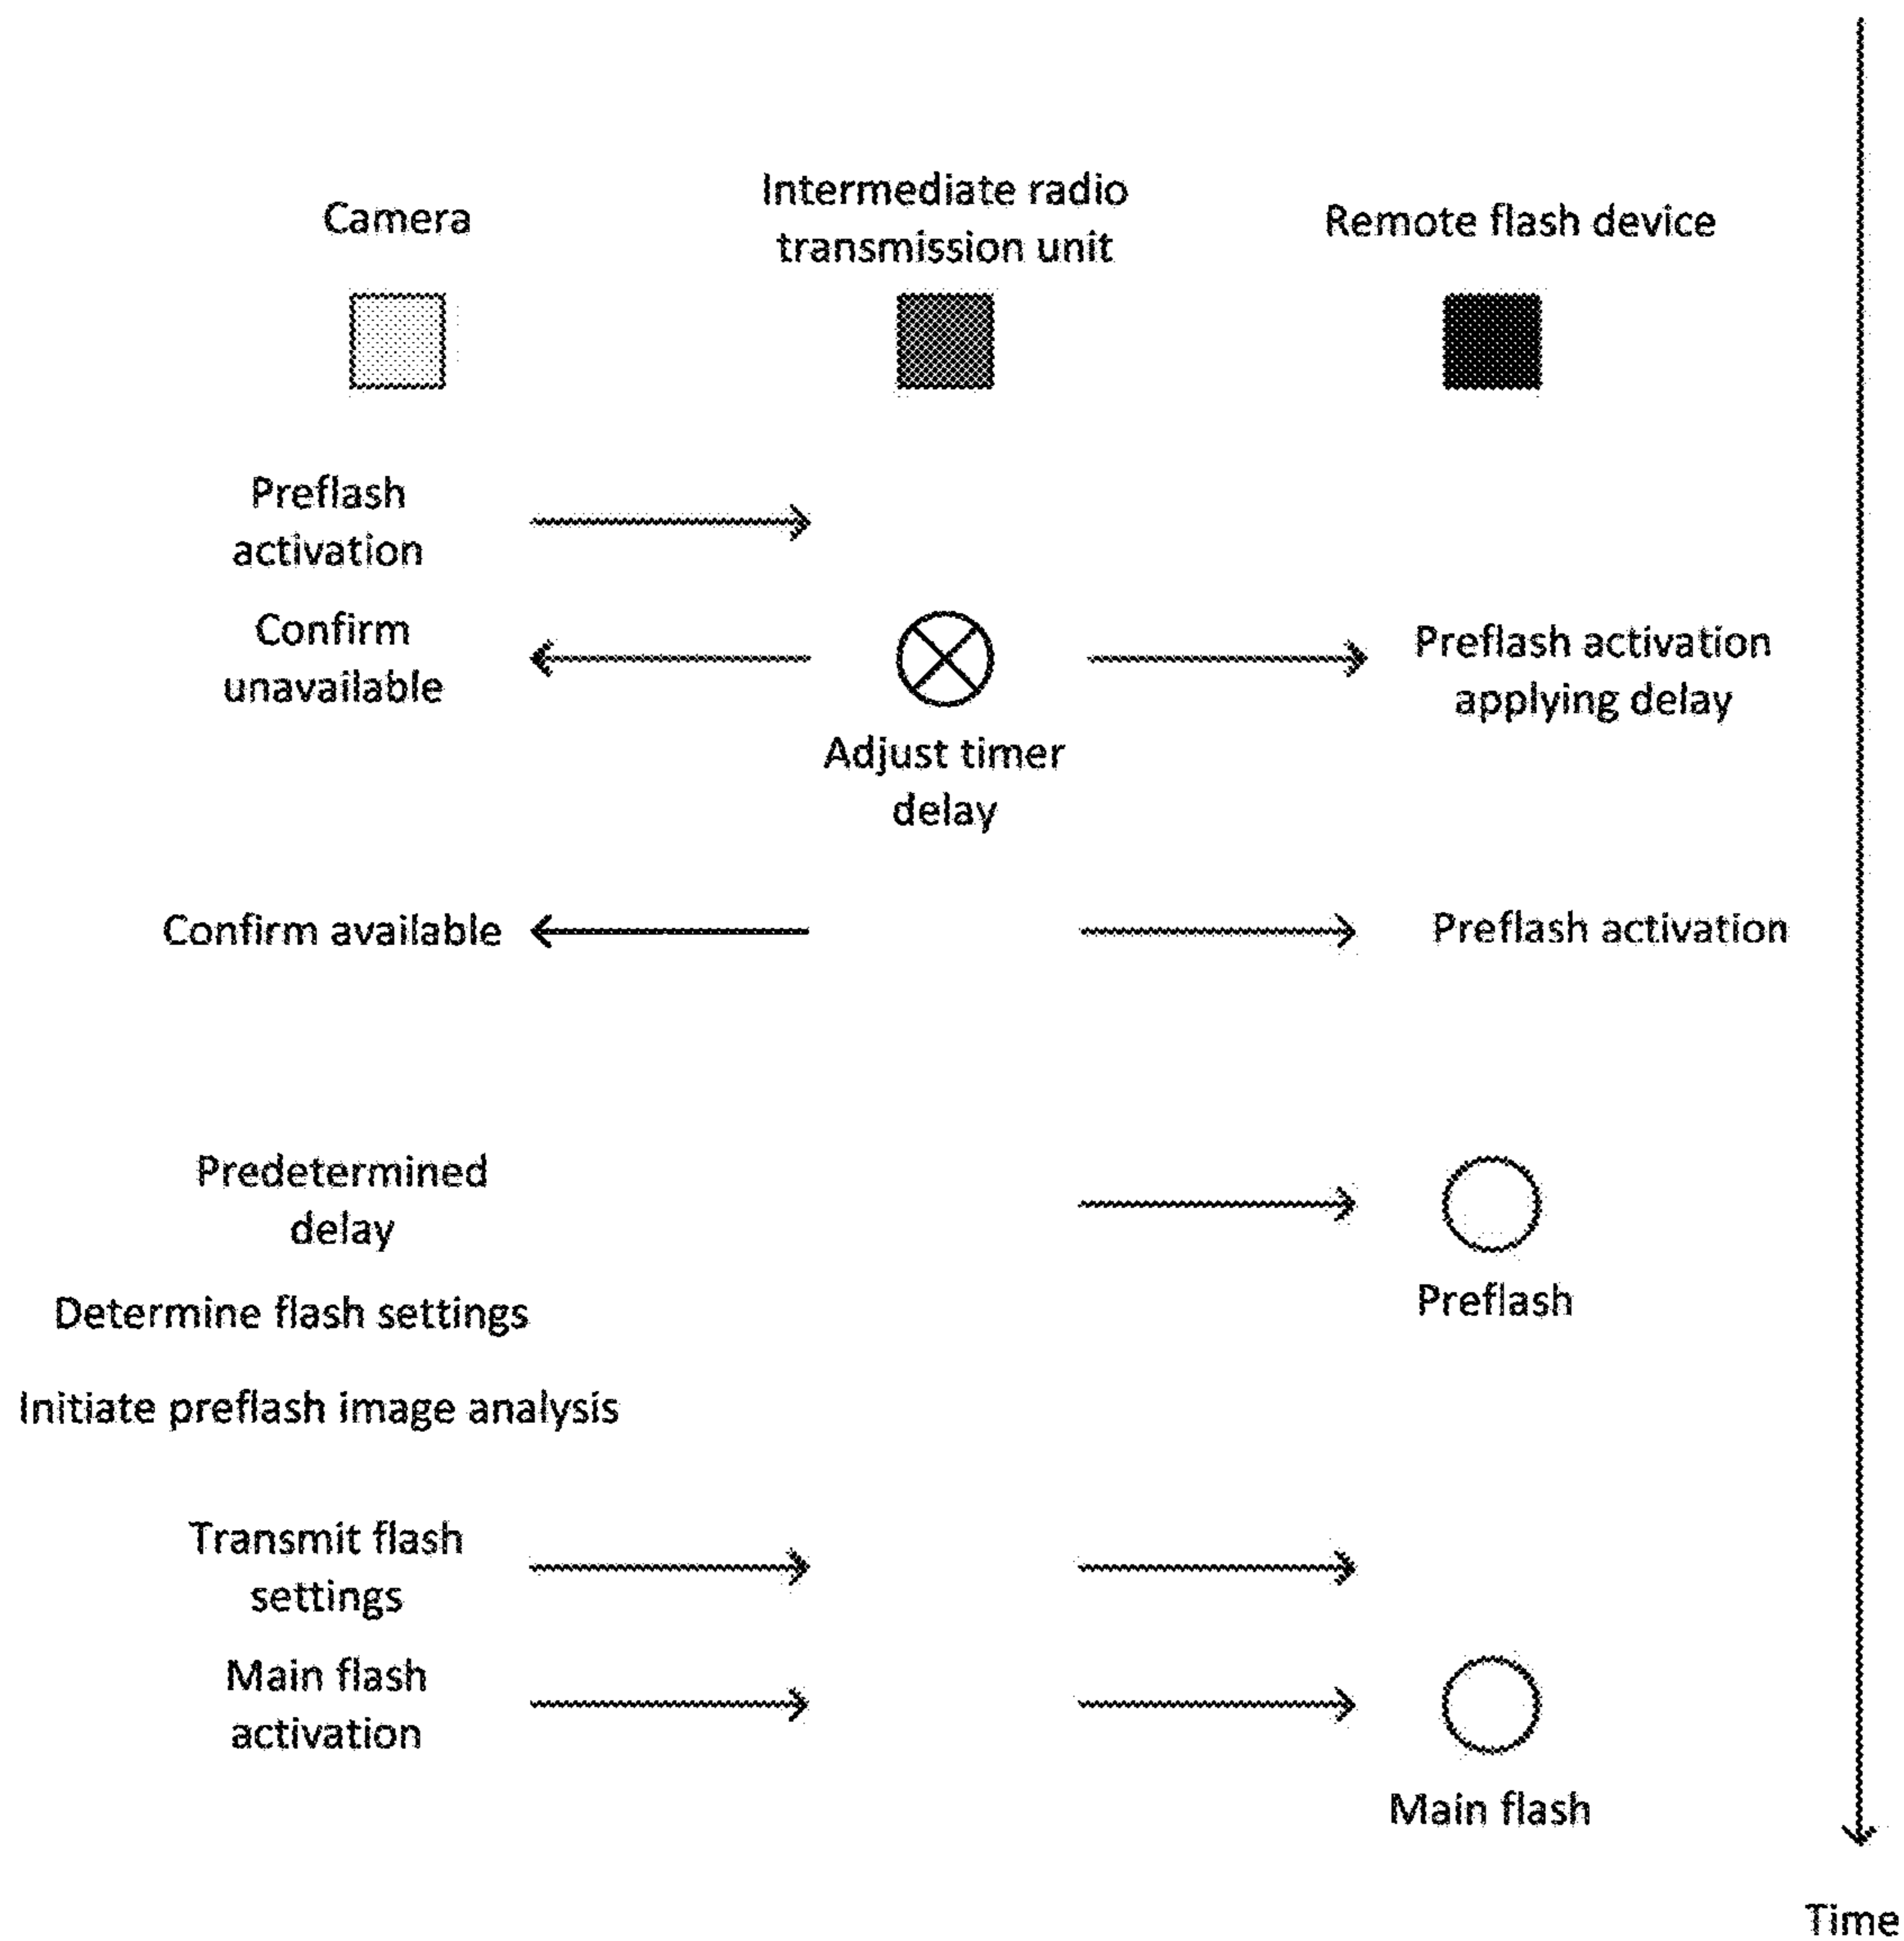 Camera
Intermediate radio
transmission unit
Remote flash device
Preflash
activation
Confirm
unavailable
Adjust timer
delay
Preflash activation
applying delay
Confirm available
Preflash activation
Predetermined
delay
Preflash
Determine flash settings
Initiate preflash image analysis
Transmit flash
settings
Main flash
activation
Main flash
Time